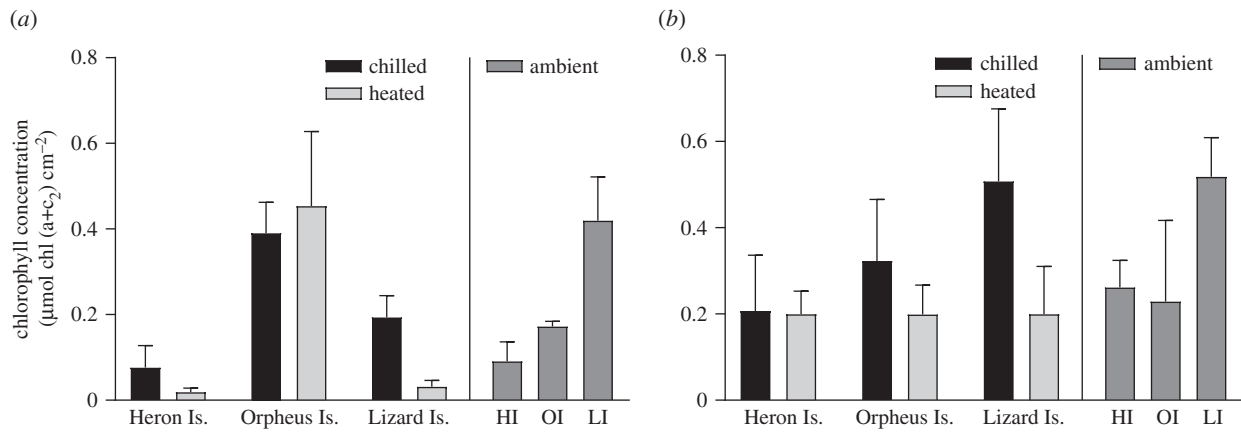 (a)
0.8
0.6
0.4
0.2
0
chlorophyll concentration
(µmol chl (a+c₂) cm⁻²)
chilled
heated
ambient
Heron Is.
Orpheus Is.
Lizard Is.
HI
OI
LI
(b)
0.8
0.6
0.4
0.2
0
chilled
heated
ambient
Heron Is.
Orpheus Is.
Lizard Is.
HI
OI
LI